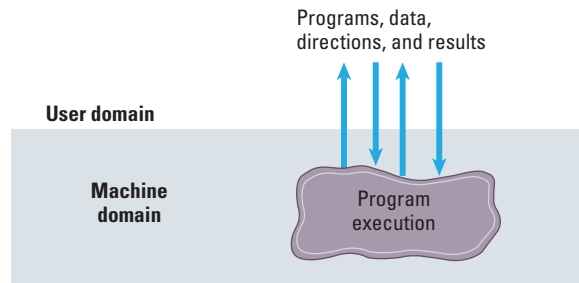 Programs, data,
directions, and results
User domain
Machine
domain
Program
execution